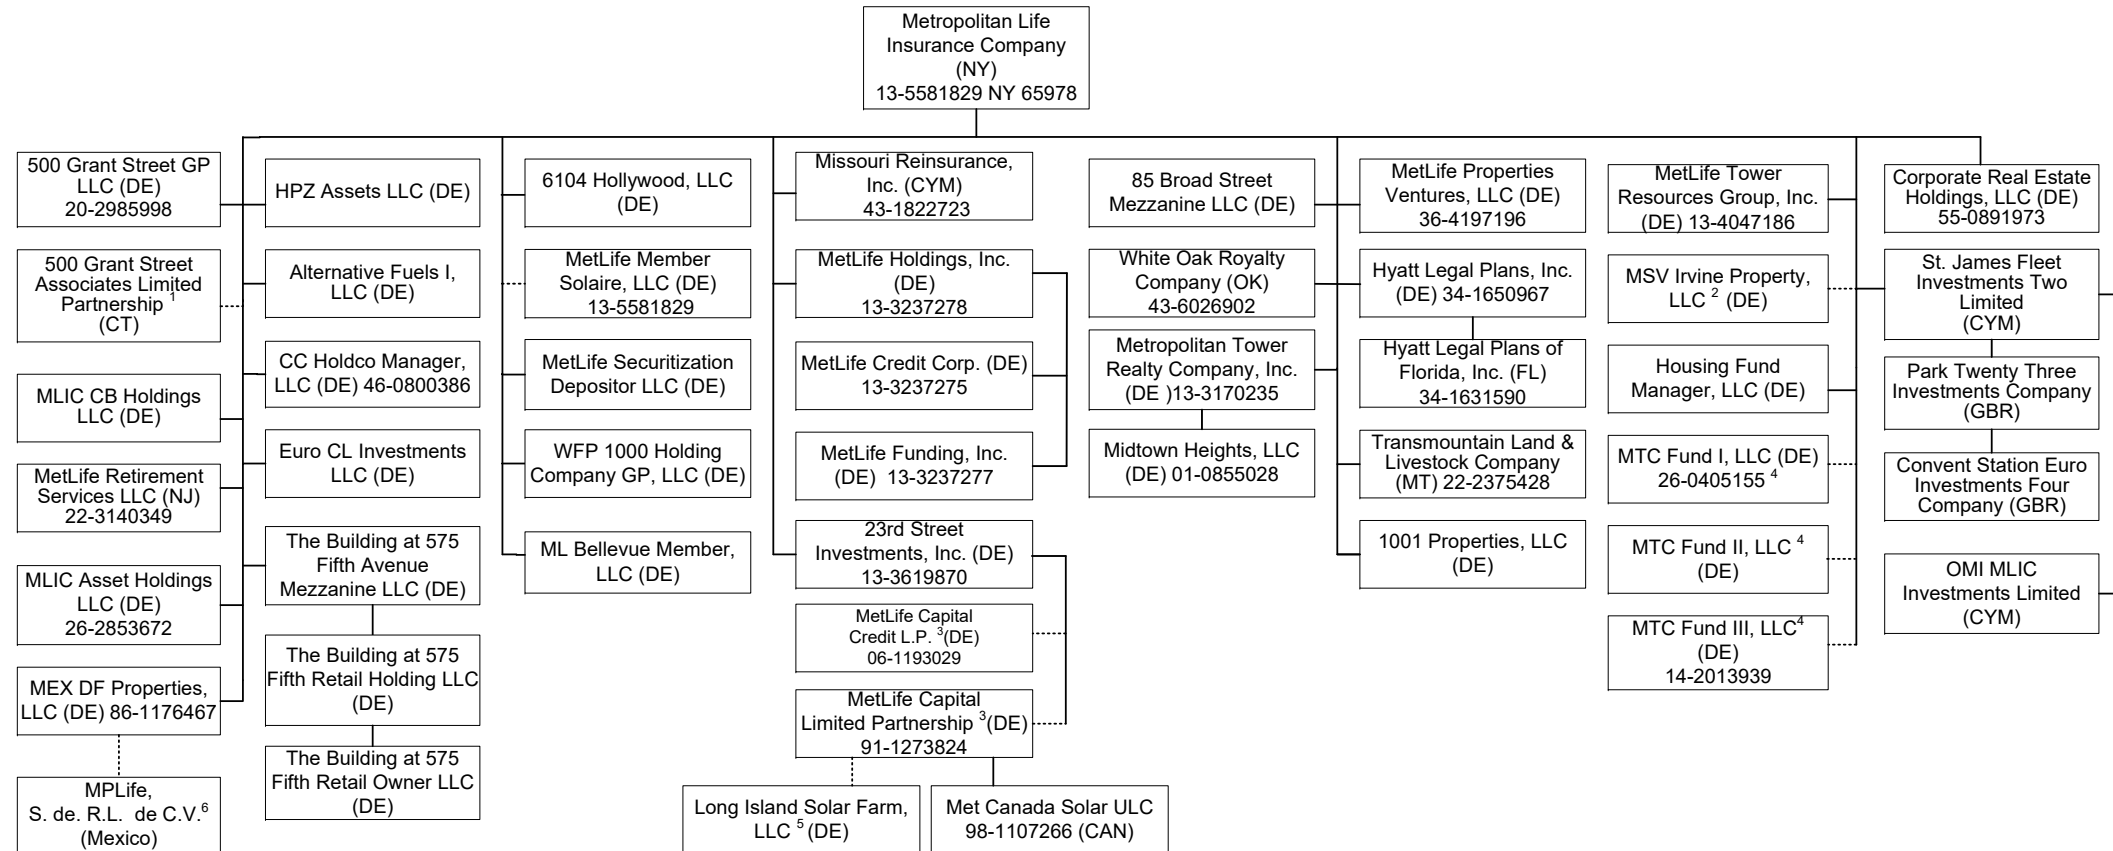 Metropolitan Life
Insurance Company
(NY)
13-5581829 NY 65978
500 Grant Street GP
LLC (DE)
20-2985998
500 Grant Street
Associates Limited
Partnership 1
(CT)
MLIC CB Holdings
LLC (DE)
MetLife Retirement
Services LLC (NJ)
22-3140349
MLIC Asset Holdings
LLC (DE)
26-2853672
MEX DF Properties,
LLC (DE) 86-1176467
MPLife,
S. de. R.L. de C.V.6
(Mexico)
HPZ Assets LLC (DE)
Alternative Fuels I,
LLC (DE)
CC Holdco Manager,
LLC (DE) 46-0800386
Euro CL Investments
LLC (DE)
The Building at 575
Fifth Avenue
Mezzanine LLC (DE)
The Building at 575
Fifth Retail Holding LLC
(DE)
The Building at 575
Fifth Retail Owner LLC
(DE)
6104 Hollywood, LLC
(DE)
MetLife Member
Solaire, LLC (DE)
13-5581829
MetLife Securitization
Depositor LLC (DE)
WFP 1000 Holding
Company GP, LLC (DE)
ML Bellevue Member,
LLC (DE)
Missouri Reinsurance,
Inc. (CYM)
43-1822723
MetLife Holdings, Inc.
(DE)
13-3237278
MetLife Credit Corp. (DE)
13-3237275
MetLife Funding, Inc.
(DE) 13-3237277
23rd Street
Investments, Inc. (DE)
13-3619870
MetLife Capital
Credit L.P. 3(DE)
06-1193029
MetLife Capital
Limited Partnership 3(DE)
91-1273824
Long Island Solar Farm,
LLC 5 (DE)
Met Canada Solar ULC
98-1107266 (CAN)
85 Broad Street
Mezzanine LLC (DE)
White Oak Royalty
Company (OK)
43-6026902
Metropolitan Tower
Realty Company, Inc.
(DE )13-3170235
Midtown Heights, LLC
(DE) 01-0855028
MetLife Properties
Ventures, LLC (DE)
36-4197196
Hyatt Legal Plans, Inc.
(DE) 34-1650967
Hyatt Legal Plans of
Florida, Inc. (FL)
34-1631590
Transmountain Land &
Livestock Company
(MT) 22-2375428
1001 Properties, LLC
(DE)
MetLife Tower
Resources Group, Inc.
(DE) 13-4047186
MSV Irvine Property,
LLC 2 (DE)
Housing Fund
Manager, LLC (DE)
MTC Fund I, LLC (DE)
26-0405155 4
MTC Fund II, LLC 4
(DE)
MTC Fund III, LLC4
(DE)
14-2013939
Corporate Real Estate
Holdings, LLC (DE)
55-0891973
St. James Fleet
Investments Two
Limited
(CYM)
Park Twenty Three
Investments Company
(GBR)
Convent Station Euro
Investments Four
Company (GBR)
OMI MLIC
Investments Limited
(CYM)